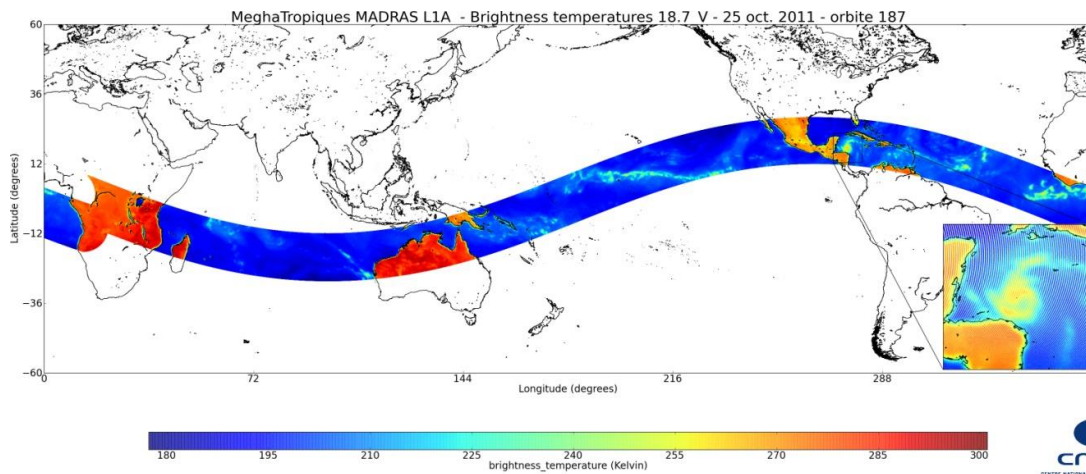 MeghaTropiques MADRAS L1A - Brightness temperatures 18.7 V - 25 oct. 2011 - orbite 187
60
36
12
−12
−36
−60
Latitude (degrees)
0 72 144 216 288
Longitude (degrees)
180 195 210 225 240 255 270 285 300
brightness_temperature (Kelvin)